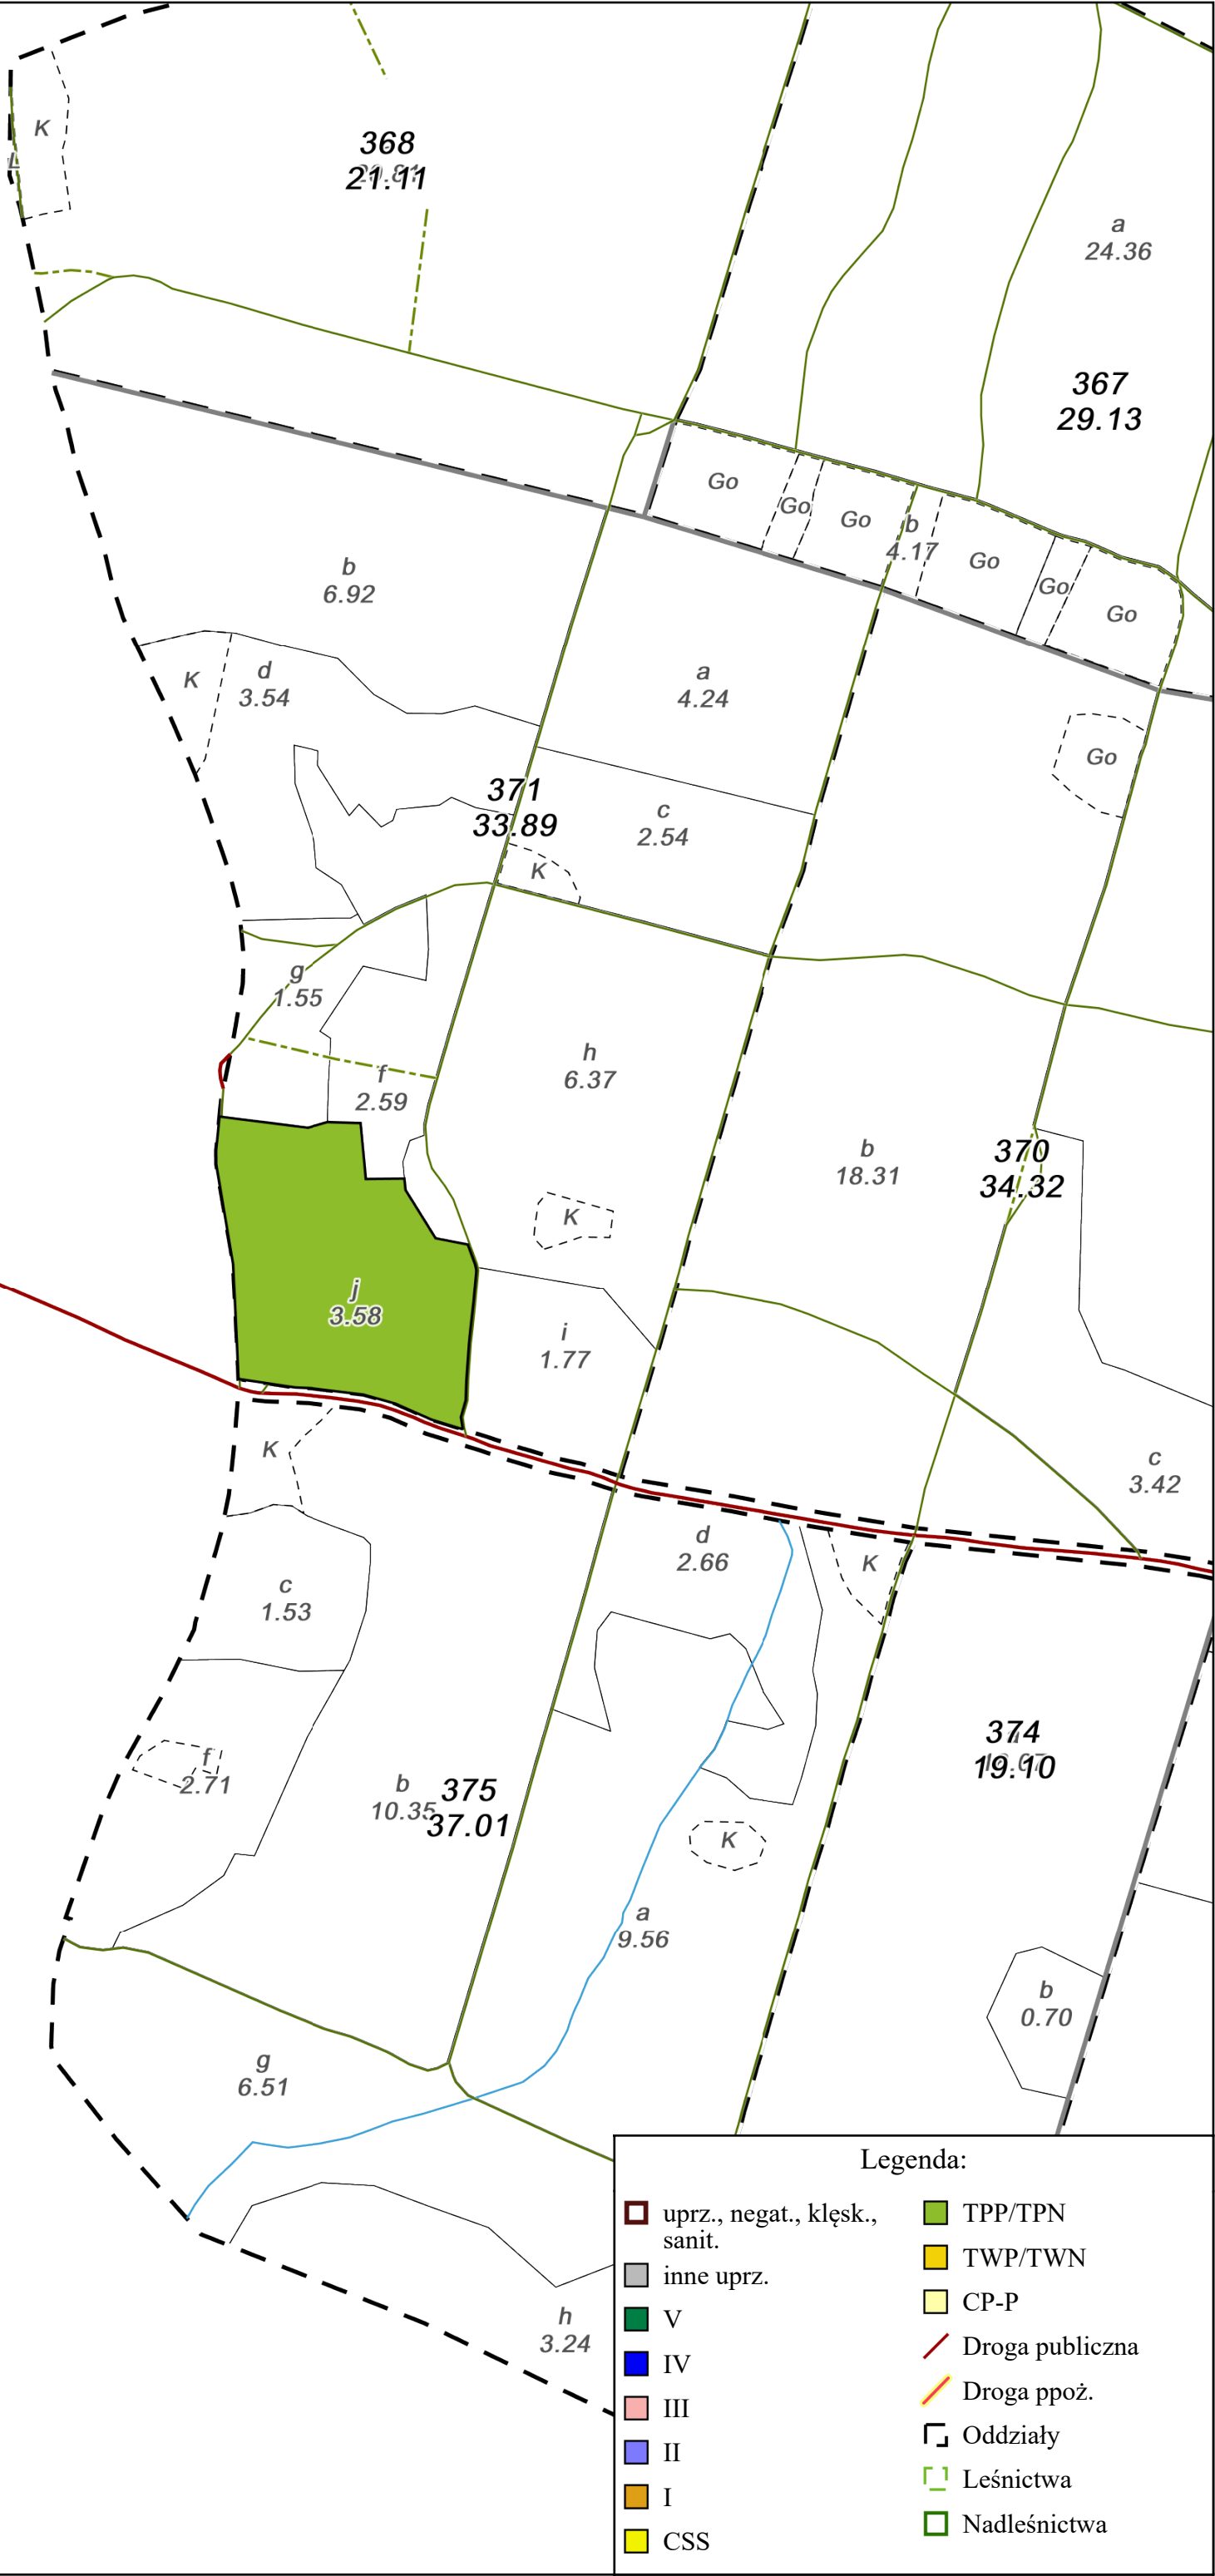 K
L
368
21.11
a
24.36
367
29.13
Go
Go
Go
b
4.17
Go
Go
Go
b
6.92
K
d
3.54
a
4.24
Go
371
33.89
c
2.54
K
g
1.55
h
6.37
f
2.59
b
18.31
370
34.32
K
j
3.58
i
1.77
K
c
3.42
d
2.66
K
c
1.53
374
19.10
f
2.71
b
10.35
375
37.01
K
a
9.56
b
0.70
g
6.51
h
3.24
Legenda:
uprz., negat., klęsk.,
sanit.
inne uprz.
V
IV
III
II
I
CSS
TPP/TPN
TWP/TWN
CP-P
Droga publiczna
Droga ppoż.
Oddziały
Leśnictwa
Nadleśnictwa